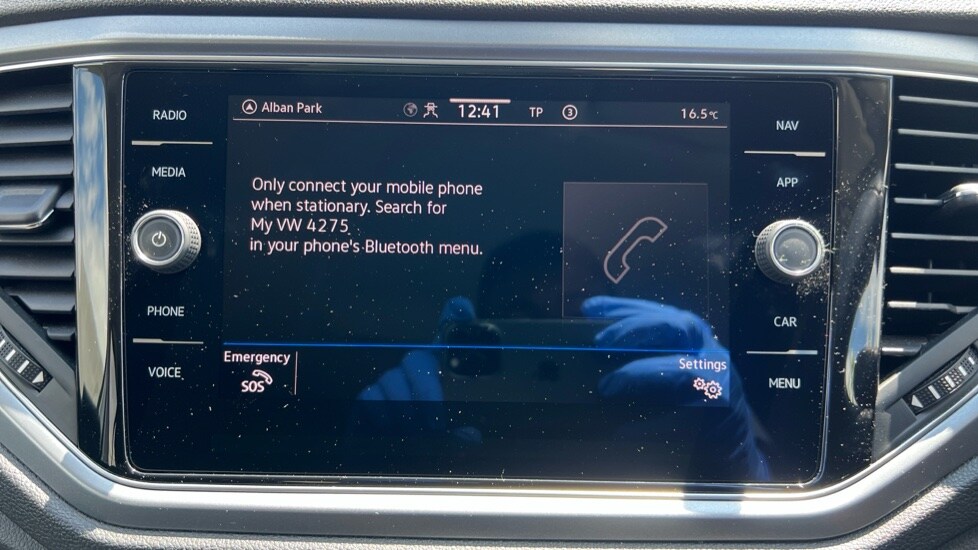 RADIO
MEDIA
PHONE
VOICE
Alban Park
12:41
TP
3
16.5°C
Only connect your mobile phone
when stationary. Search for
My VW 4275
in your phone's Bluetooth menu.
Emergency
SOS
Settings
NAV
APP
CAR
MENU